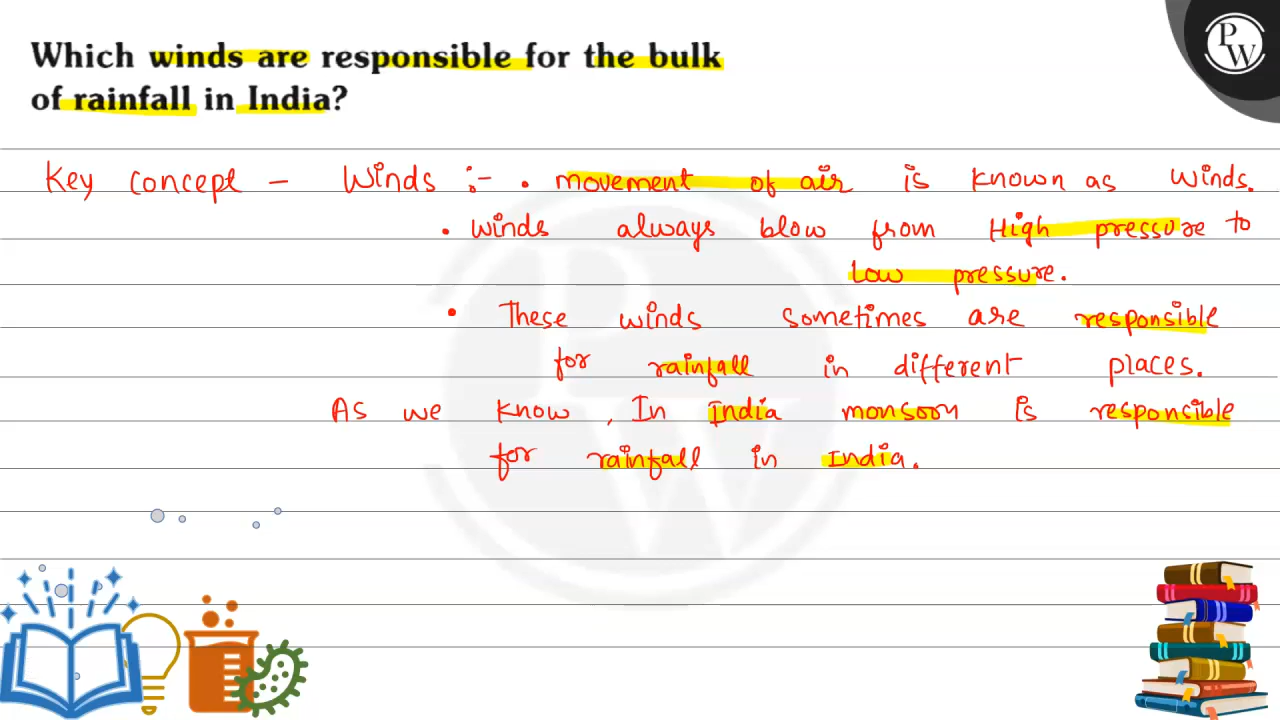 Which winds are responsible for the bulk
of rainfall in India?
PW
Key concept - Winds :- • movement of air is known as winds.
• winds always blow from High pressure to
Low pressure.
• These winds sometimes are responsible
for rainfall in different places.
As we know, In India monsoon is responsible
for rainfall in India.
PW